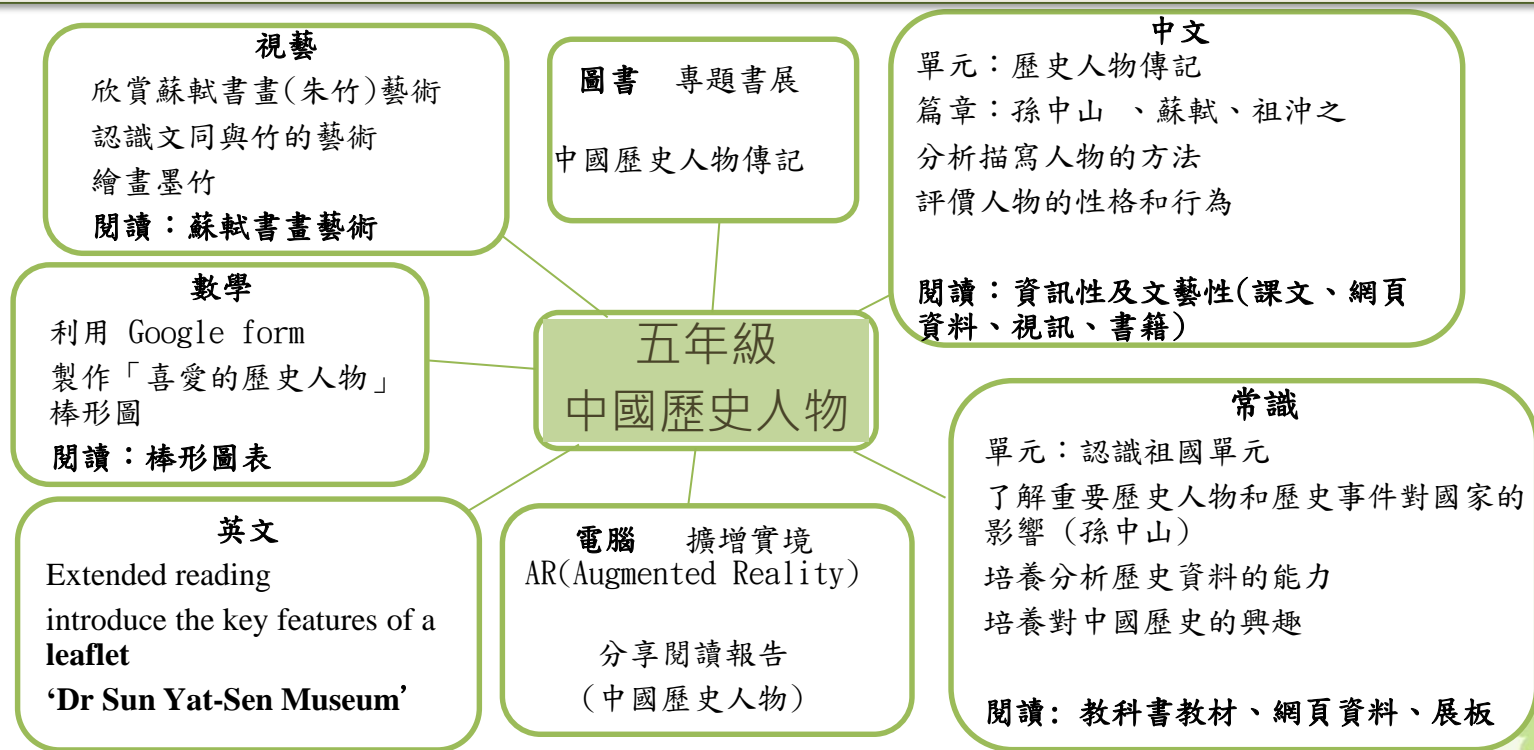 視藝
欣賞蘇軾書畫(朱竹)藝術
認識文同與竹的藝術
繪畫墨竹
閱讀：蘇軾書畫藝術
圖書 專題書展
中國歷史人物傳記
中文
單元：歷史人物傳記
篇章：孫中山 、蘇軾、祖沖之
分析描寫人物的方法
評價人物的性格和行為
閱讀：資訊性及文藝性(課文、網頁
資料、視訊、書籍)
數學
利用 Google form
製作「喜愛的歷史人物」
棒形圖
閱讀：棒形圖表
五年級
中國歷史人物
常識
單元：認識祖國單元
了解重要歷史人物和歷史事件對國家的
影響 (孫中山)
培養分析歷史資料的能力
培養對中國歷史的興趣
閱讀: 教科書教材、網頁資料、展板
英文
Extended reading
introduce the key features of a
leaflet
‘Dr Sun Yat-Sen Museum’
電腦 擴增實境
AR(Augmented Reality)
分享閱讀報告
(中國歷史人物)